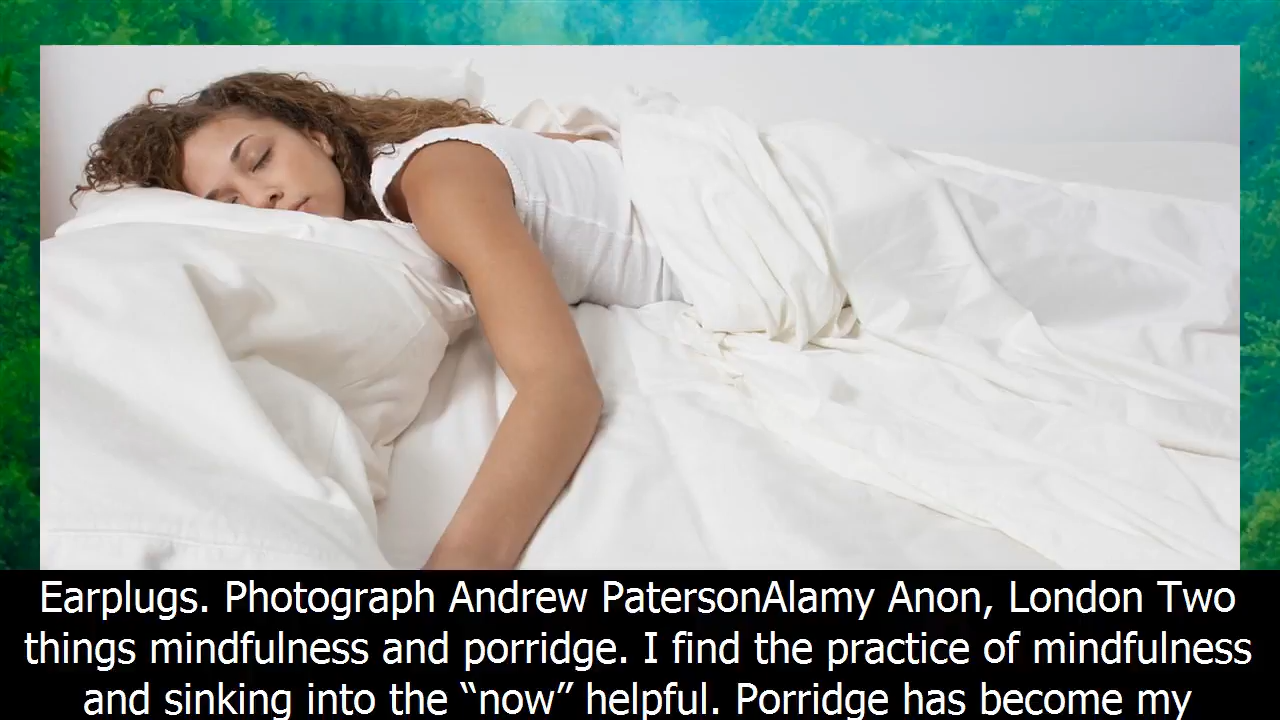 Earplugs. Photograph Andrew PatersonAlamy Anon, London Two
things mindfulness and porridge. I find the practice of mindfulness
and sinking into the “now” helpful. Porridge has become my